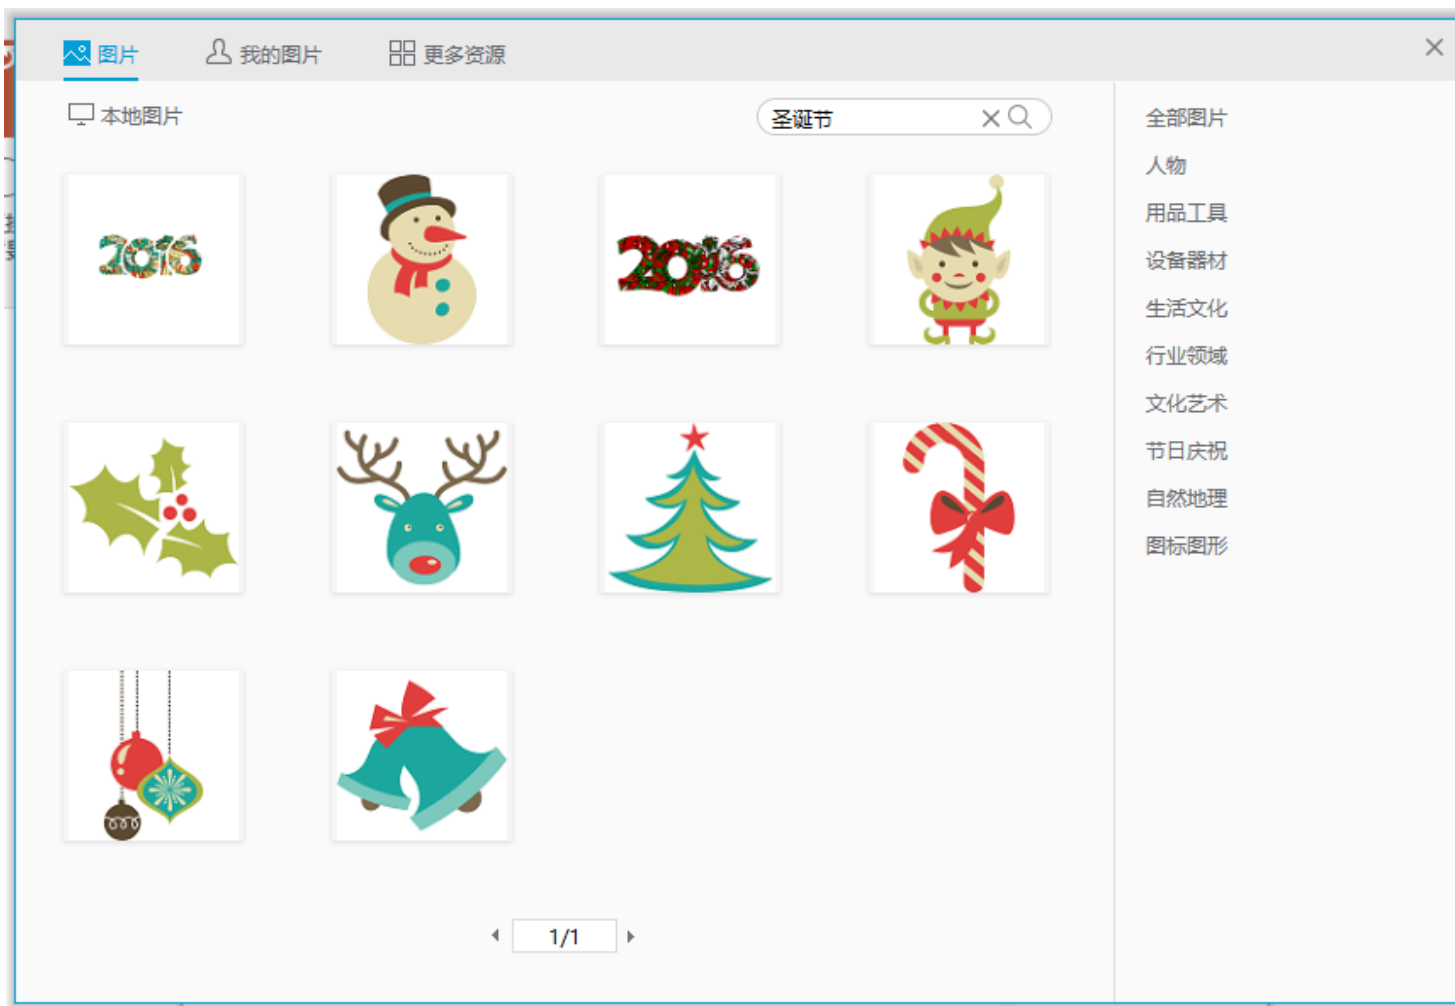 图片
我的图片
更多资源
本地图片
圣诞节
2016
2016
1/1
全部图片
人物
用品工具
设备器材
生活文化
行业领域
文化艺术
节日庆祝
自然地理
图标图形